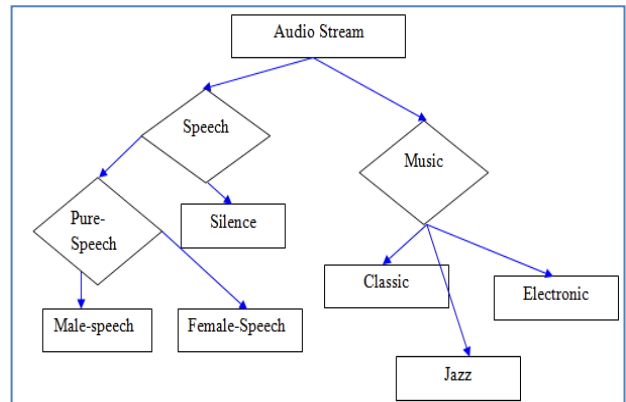 Audio Stream
Speech
Music
Pure-
Speech
Silence
Classic
Electronic
Male-speech
Female-Speech
Jazz